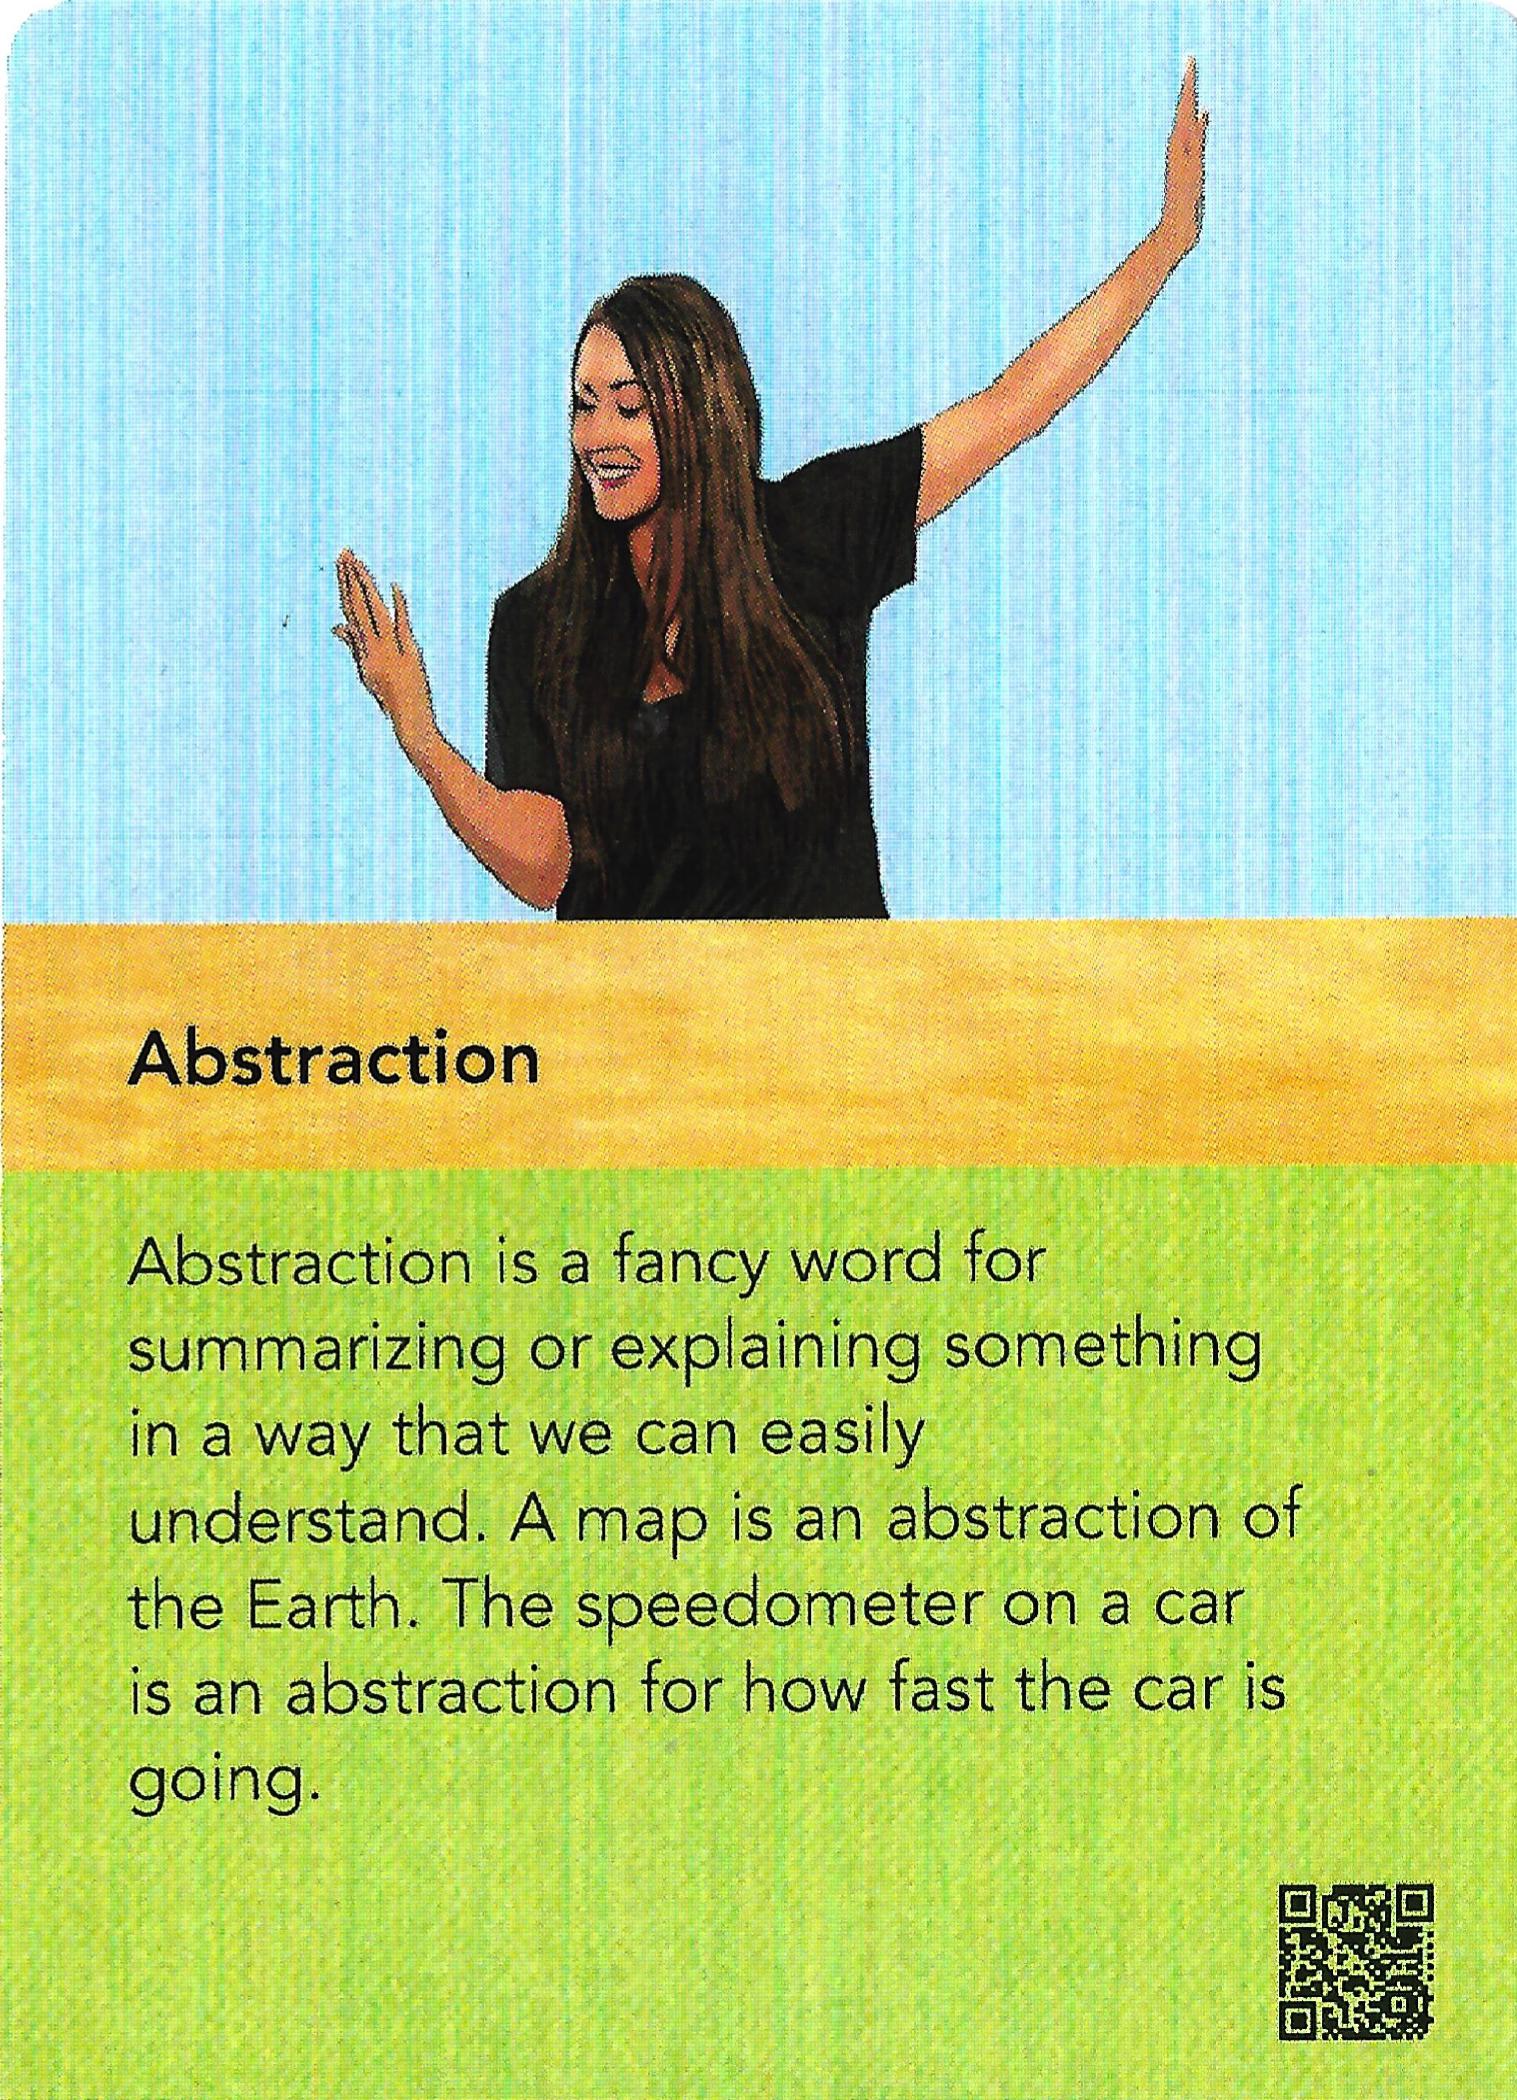 Abstraction
Abstraction is a fancy word for
summarizing or explaining something
in a way that we can easily
understand. A map is an abstraction of
the Earth. The speedometer on a car
is an abstraction for how fast the car is
going.